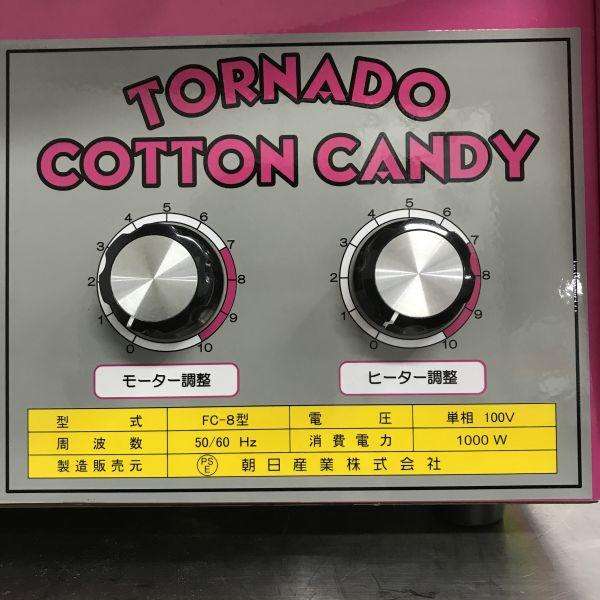 TORNADO
COTTON CANDY
0 1 2 3 4 5 6 7 8 9 10
0 1 2 3 4 5 6 7 8 9 10
モーター調整 ヒーター調整
型式 FC-8型 電圧 単相 100V
周波数 50/60 Hz 消費電力 1000 W
製造販売元 PSE 朝日産業株式会社